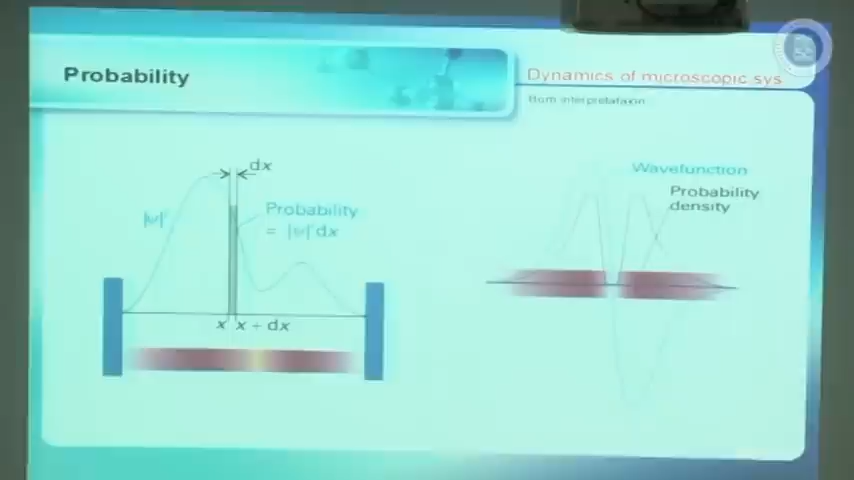 Probability
Dynamics of microscopic sys
Born interpretation
dx
|ψ|²
Probability
= |ψ|²dx
x x + dx
Wavefunction
Probability
density